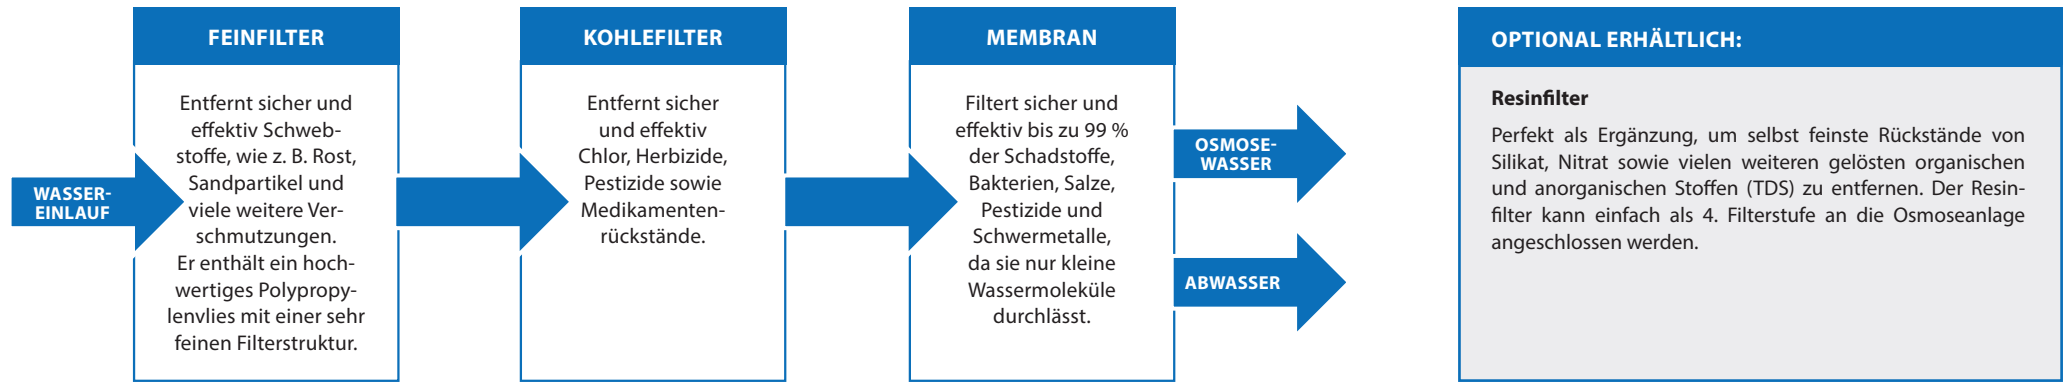 WASSER-
EINLAUF
FEINFILTER
Entfernt sicher und
effektiv Schweb-
stoffe, wie z. B. Rost,
Sandpartikel und
viele weitere Ver-
schmutzungen.
Er enthält ein hoch-
wertiges Polypropy-
lenvlies mit einer sehr
feinen Filterstruktur.
KOHLEFILTER
Entfernt sicher
und effektiv
Chlor, Herbizide,
Pestizide sowie
Medikamenten-
rückstände.
MEMBRAN
Filtert sicher und
effektiv bis zu 99 %
der Schadstoffe,
Bakterien, Salze,
Pestizide und
Schwermetalle,
da sie nur kleine
Wassermoleküle
durchlässt.
OSMOSE-
WASSER
ABWASSER
OPTIONAL ERHÄLTLICH:
Resinfilter
Perfekt als Ergänzung, um selbst feinste Rückstände von
Silikat, Nitrat sowie vielen weiteren gelösten organischen
und anorganischen Stoffen (TDS) zu entfernen. Der Resin-
filter kann einfach als 4. Filterstufe an die Osmoseanlage
angeschlossen werden.